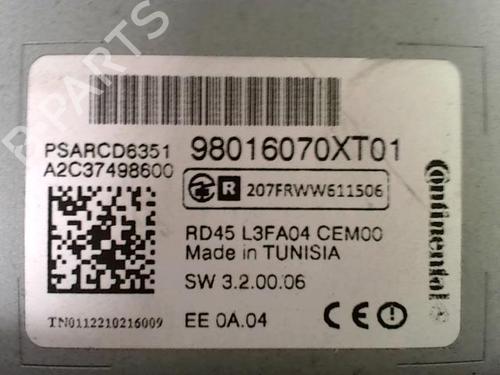 PSARCD6351 98016070XT01
A2C37498600
R 207FRWW611506
RD45 L3FA04 CEM00
Made in TUNISIA
SW 3.2.00.06
TN0112210216009 EE 0A.04 CE
Continental
B-PARTS